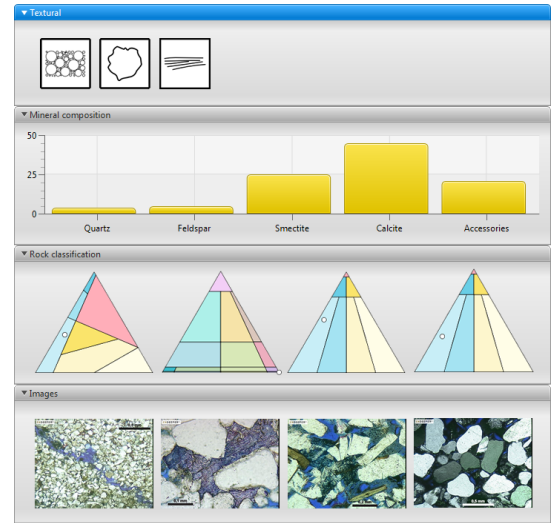 Textural
Mineral composition
50
25
0
Quartz Feldspar Smectite Calcite Accessories
Rock classification
Images